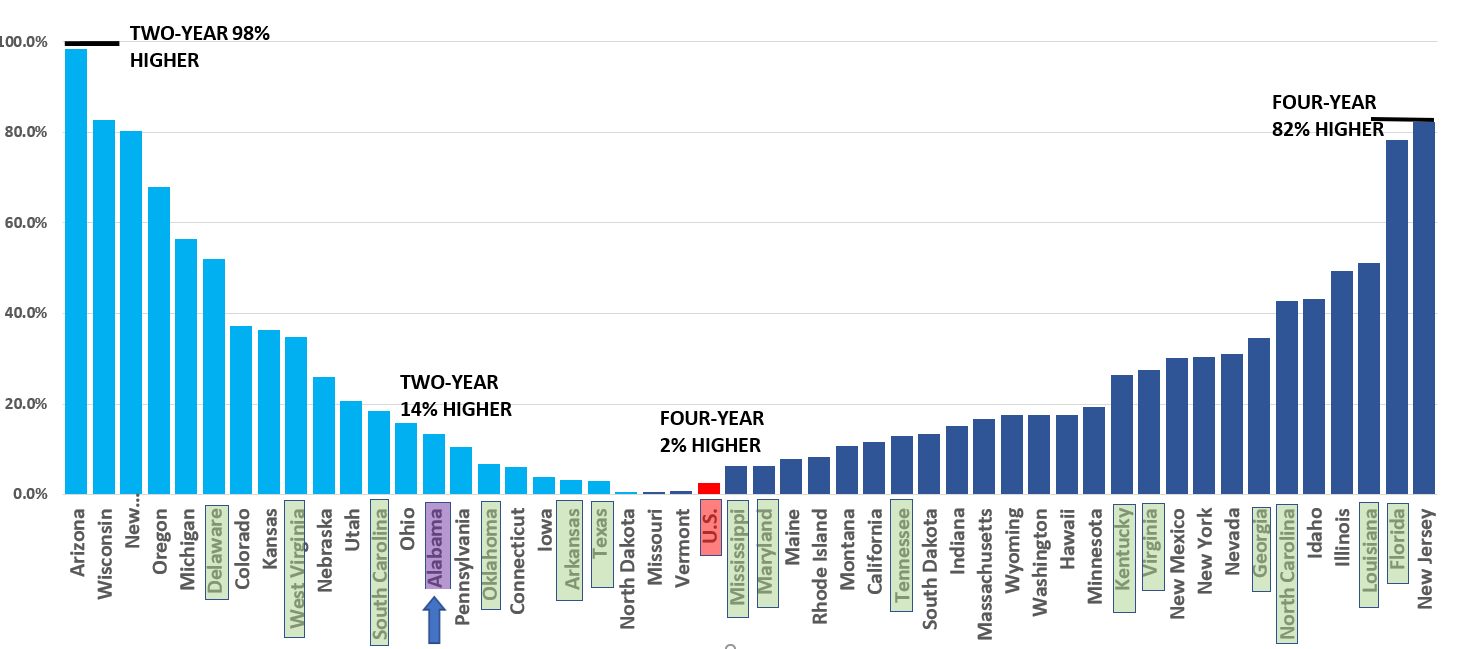 TWO-YEAR 98%
HIGHER
100.0%
80.0%
60.0%
40.0%
20.0%
0.0%
FOUR-YEAR
82% HIGHER
TWO-YEAR
14% HIGHER
FOUR-YEAR
2% HIGHER
Arizona
Wisconsin
New...
Oregon
Michigan
Delaware
Colorado
Kansas
West Virginia
Nebraska
Utah
South Carolina
Ohio
Alabama
Pennsylvania
Oklahoma
Connecticut
Iowa
Arkansas
Texas
North Dakota
Missouri
Vermont
U.S.
Mississippi
Maryland
Maine
Rhode Island
Montana
California
Tennessee
South Dakota
Indiana
Massachusetts
Wyoming
Washington
Hawaii
Minnesota
Kentucky
Virginia
New Mexico
New York
Nevada
Georgia
North Carolina
Idaho
Illinois
Louisiana
Florida
New Jersey